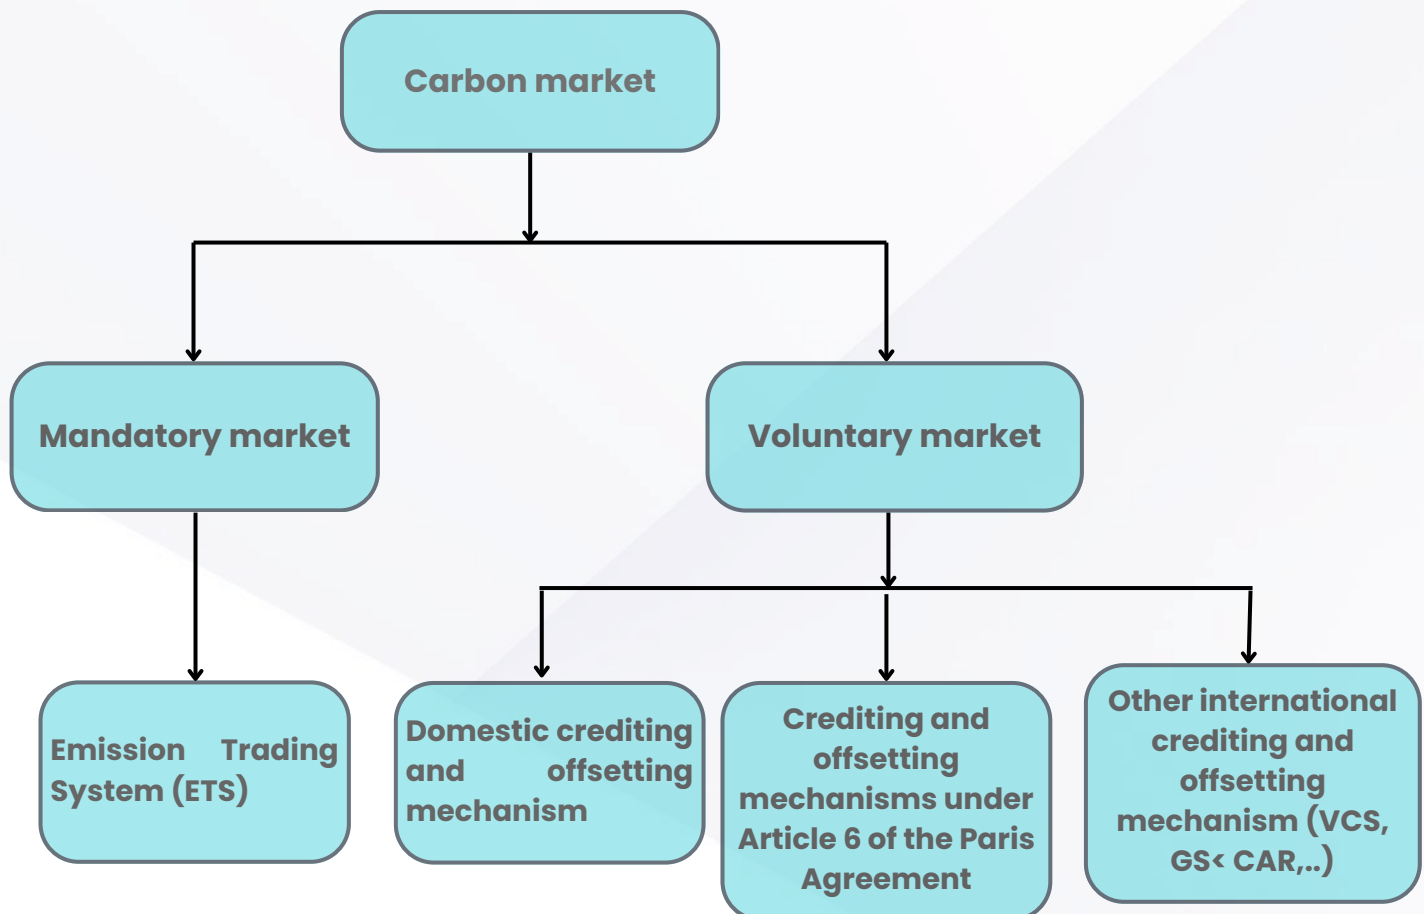 Carbon market
Mandatory market
Voluntary market
Emission Trading
System (ETS)
Domestic crediting
and offsetting
mechanism
Crediting and
offsetting
mechanisms under
Article 6 of the Paris
Agreement
Other international
crediting and
offsetting
mechanism (VCS,
GS< CAR,..)